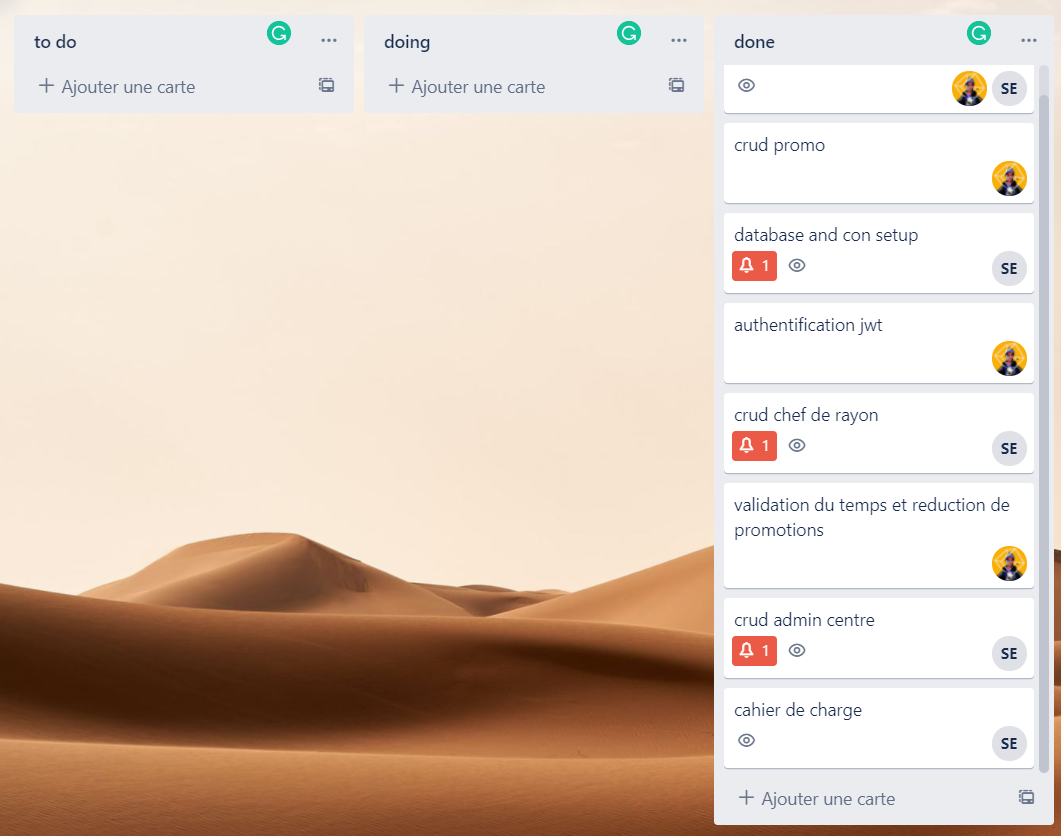 to do
Ajouter une carte
doing
Ajouter une carte
done
SE
crud promo
database and con setup
1
SE
authentification jwt
crud chef de rayon
1
SE
validation du temps et reduction de
promotions
crud admin centre
1
SE
cahier de charge
SE
Ajouter une carte